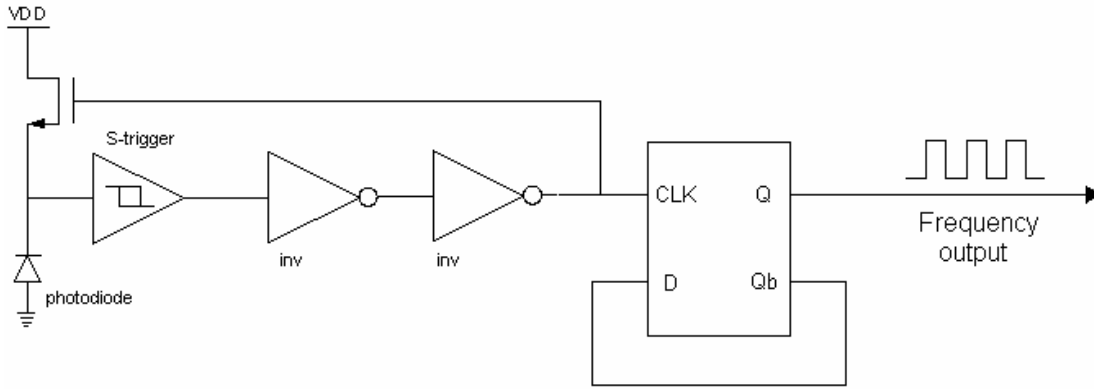 VDD
S-trigger
inv
inv
photodiode
CLK
Q
D
Qb
Frequency
output